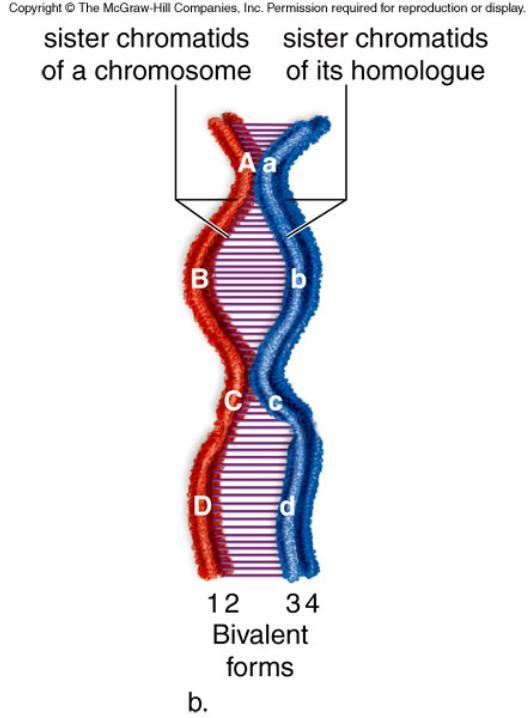 Copyright © The McGraw-Hill Companies, Inc. Permission required for reproduction or display.
sister chromatids sister chromatids
of a chromosome of its homologue
A a
B b
C c
D d
1 2 3 4
Bivalent
forms
b.